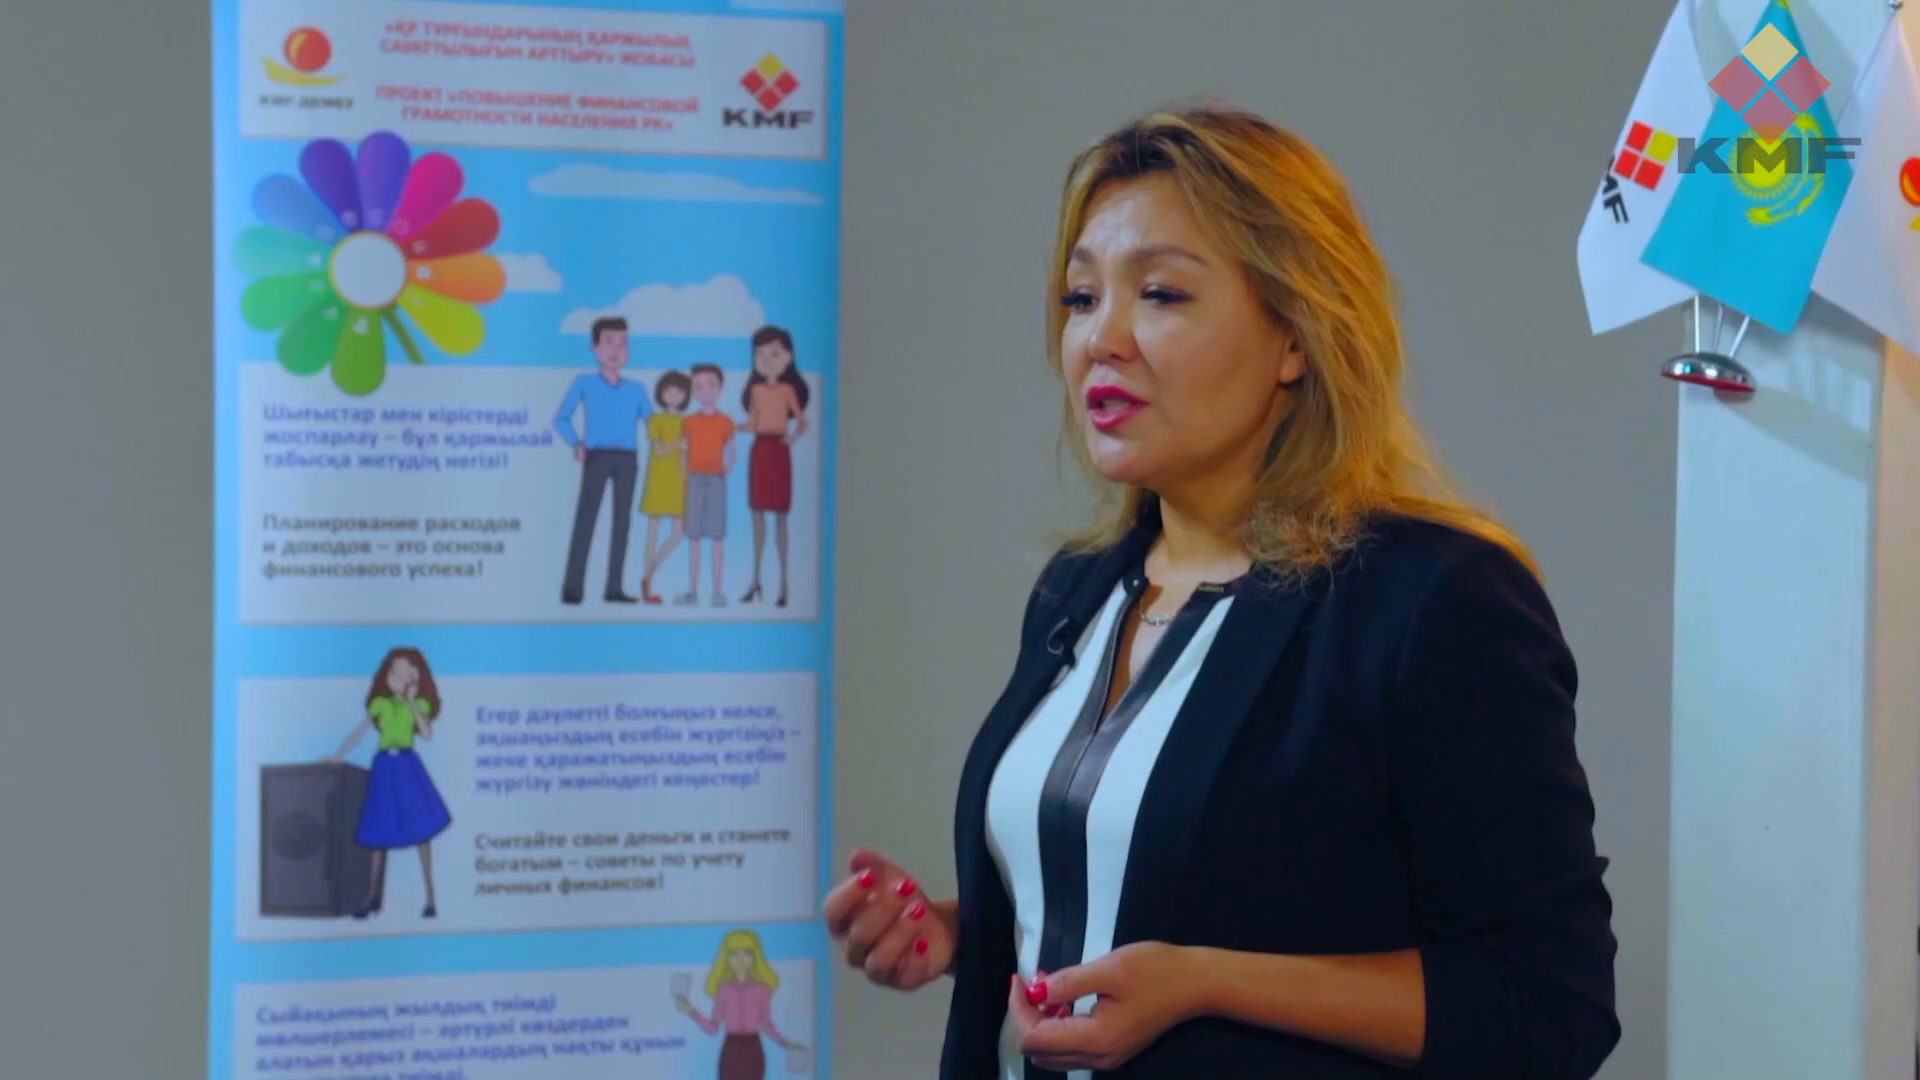 «ҚР ТҰРҒЫНДАРЫНЫҢ ҚАРЖЫЛЫҚ
САУАТТЫЛЫҒЫН АРТТЫРУ» ЖОБАСЫ
ПРОЕКТ «ПОВЫШЕНИЕ ФИНАНСОВОЙ
ГРАМОТНОСТИ НАСЕЛЕНИЯ РК»
КМФ-ДЕМЕУ
KMF
Шығыстар мен кірістерді
жоспарлау – бұл қаржылай
табысқа жетудің негізі!
Планирование расходов
и доходов – это основа
финансового успеха!
Егер дәулетті болғыңыз келсе,
ақшаңыздың есебін жүргізіңіз –
жеке қаражатыңыздың есебін
жүргізу жөніндегі кеңестер!
Считайте свои деньги и станете
богатым – советы по учету
личных финансов!
Сыйақының жылдық тиімді
мөлшерлемесі – әртүрлі көздерден
алатын қарыз ақшалардың нақты құнын
KMF